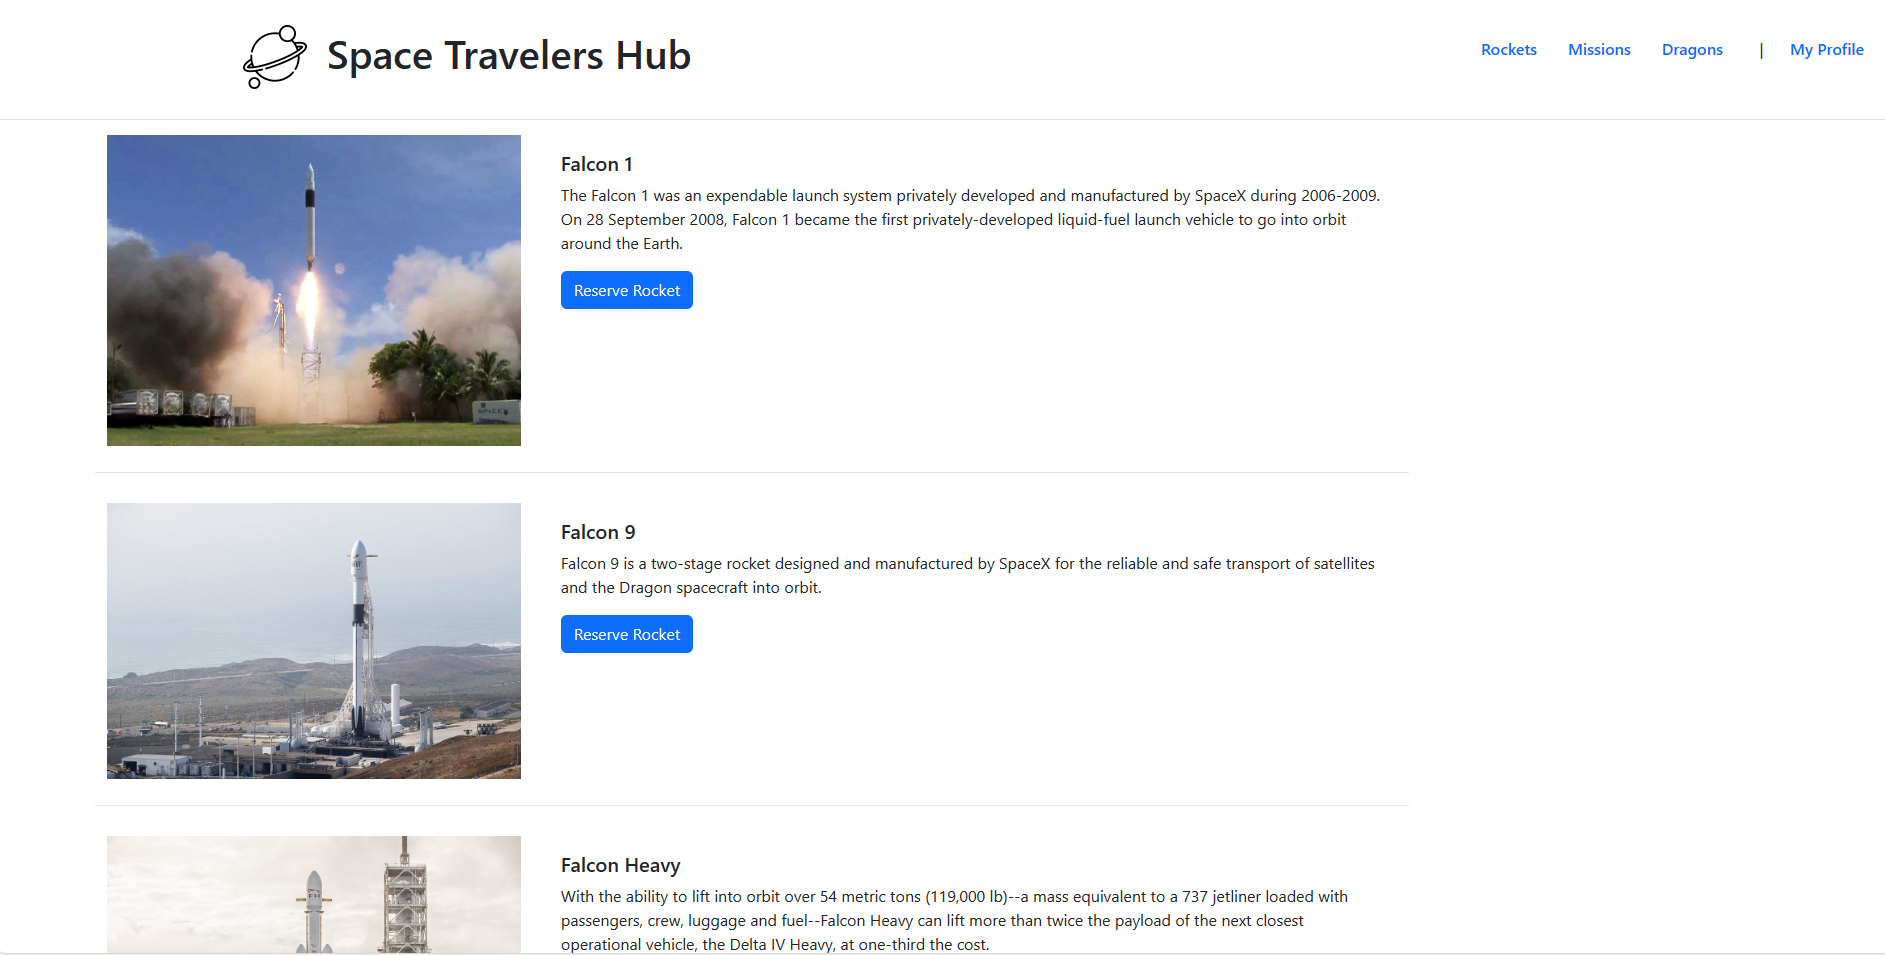 Space Travelers Hub
Rockets Missions Dragons | My Profile
Falcon 1
The Falcon 1 was an expendable launch system privately developed and manufactured by SpaceX during 2006-2009.
On 28 September 2008, Falcon 1 became the first privately-developed liquid-fuel launch vehicle to go into orbit
around the Earth.
Reserve Rocket
Falcon 9
Falcon 9 is a two-stage rocket designed and manufactured by SpaceX for the reliable and safe transport of satellites
and the Dragon spacecraft into orbit.
Reserve Rocket
Falcon Heavy
With the ability to lift into orbit over 54 metric tons (119,000 lb)--a mass equivalent to a 737 jetliner loaded with
passengers, crew, luggage and fuel--Falcon Heavy can lift more than twice the payload of the next closest
operational vehicle, the Delta IV Heavy, at one-third the cost.